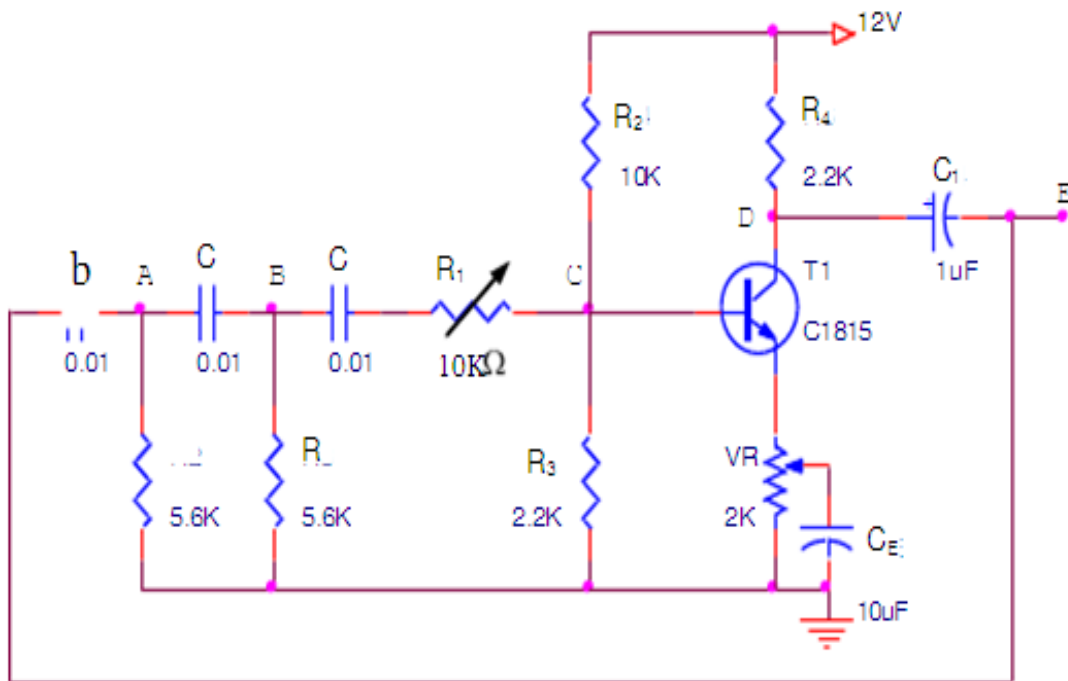 12V
R₂
10K
R₄
2.2K
C₁
1uF
D
E
b
0.01
A
C
0.01
B
C
0.01
R₁
10KΩ
C
T1
C1815
5.6K
R
5.6K
R₃
2.2K
VR
2K
C_E
10uF